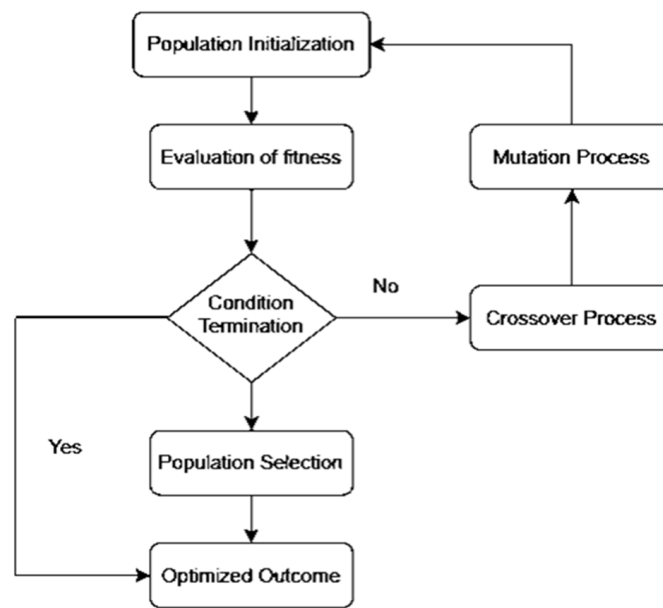 Population Initialization
Evaluation of fitness
Mutation Process
Condition
Termination
No
Crossover Process
Yes
Population Selection
Optimized Outcome